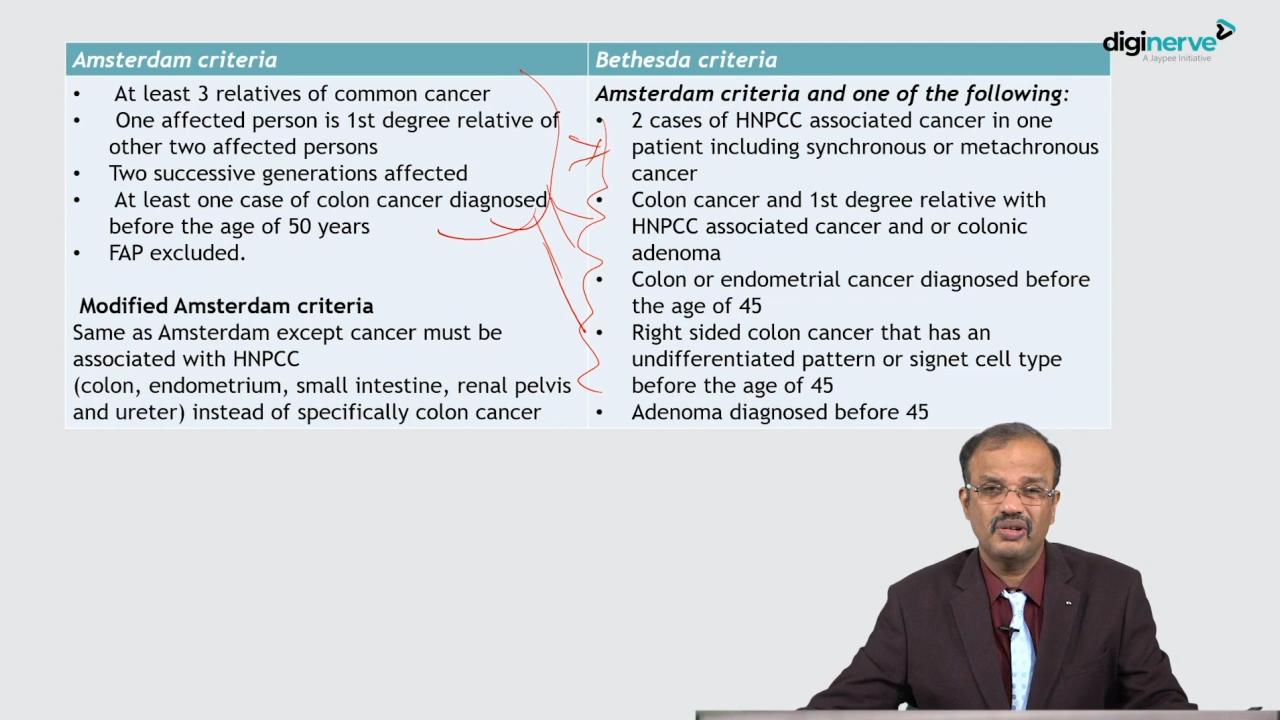 diginerve
A Jaypee Initiative
Amsterdam criteria
• At least 3 relatives of common cancer
• One affected person is 1st degree relative of
other two affected persons
• Two successive generations affected
• At least one case of colon cancer diagnosed
before the age of 50 years
• FAP excluded.
Modified Amsterdam criteria
Same as Amsterdam except cancer must be
associated with HNPCC
(colon, endometrium, small intestine, renal pelvis
and ureter) instead of specifically colon cancer
Bethesda criteria
Amsterdam criteria and one of the following:
• 2 cases of HNPCC associated cancer in one
patient including synchronous or metachronous
cancer
• Colon cancer and 1st degree relative with
HNPCC associated cancer and or colonic
adenoma
• Colon or endometrial cancer diagnosed before
the age of 45
• Right sided colon cancer that has an
undifferentiated pattern or signet cell type
before the age of 45
• Adenoma diagnosed before 45